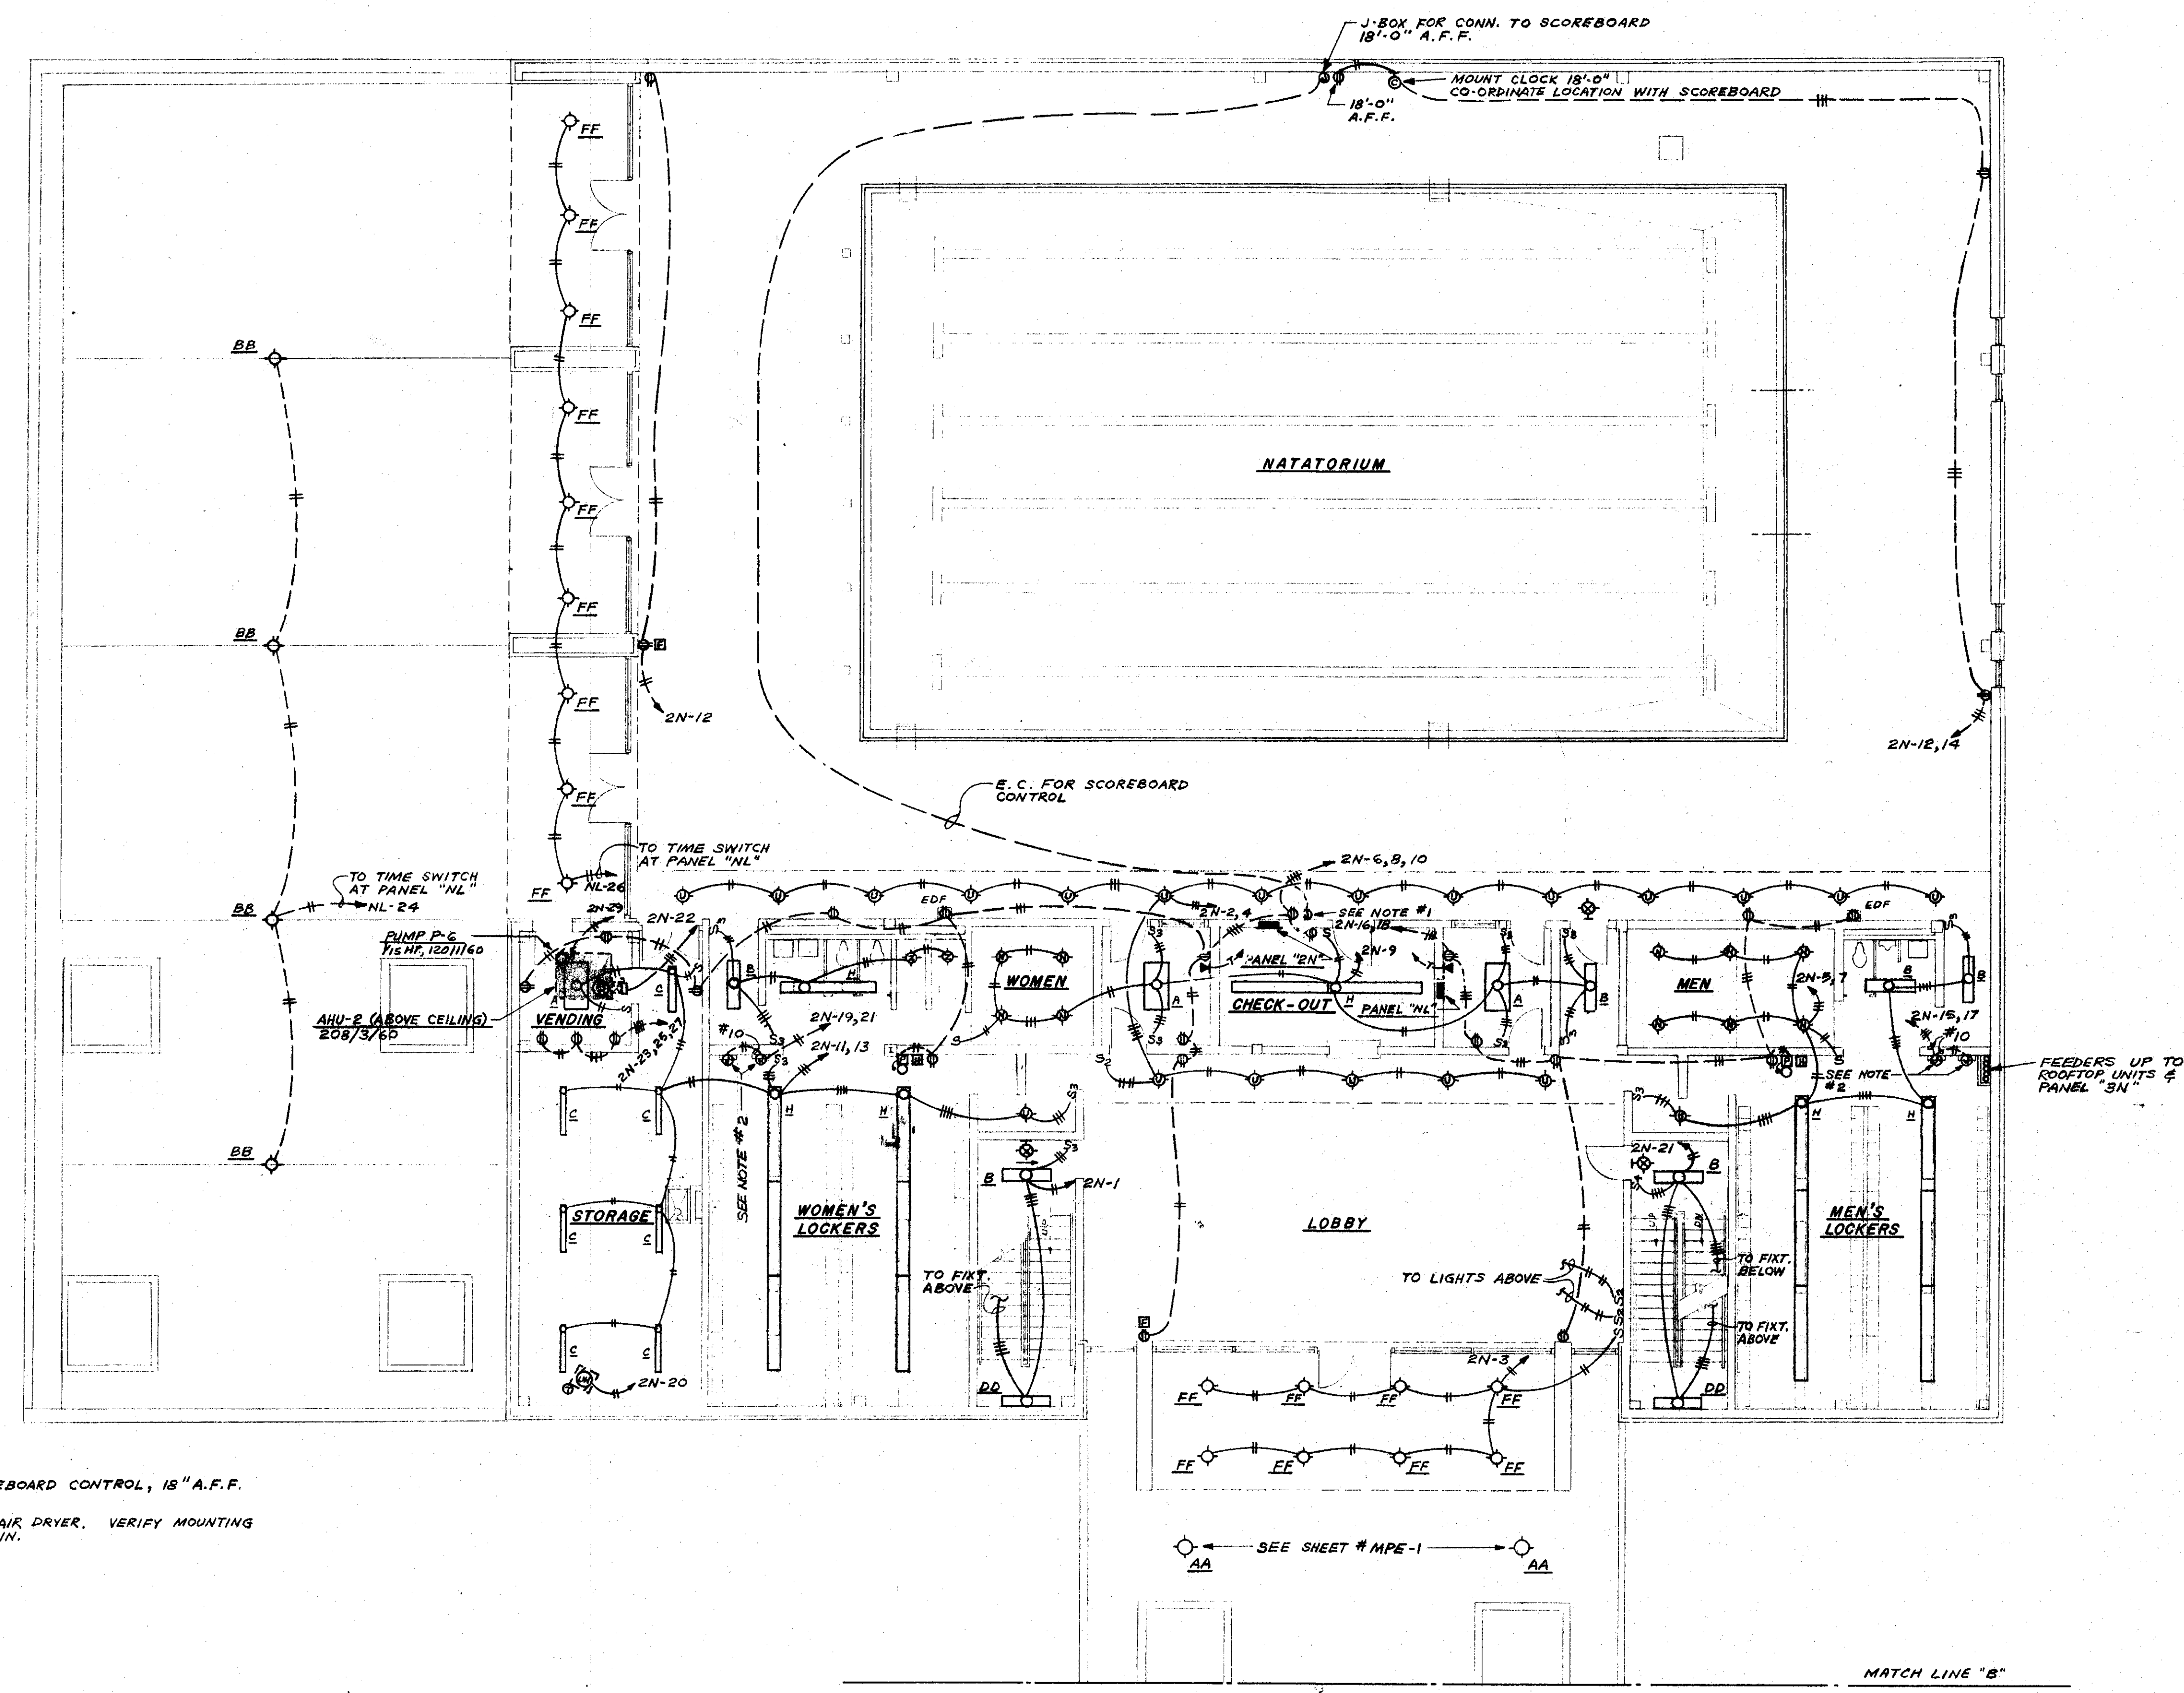 J-BOX FOR CONN. TO SCOREBOARD
18'-0" A.F.F.
MOUNT CLOCK 18'-0"
CO-ORDINATE LOCATION WITH SCOREBOARD
18'-0"
A.F.F.
FF
FF
FF
FF
FF
FF
FF
FF
FF
BB
BB
BB
BB
NATATORIUM
2N-12
2N-12,14
E.C. FOR SCOREBOARD
CONTROL
TO TIME SWITCH
AT PANEL "NL"
NL-26
TO TIME SWITCH
AT PANEL "NL"
NL-24
2N-6,8,10
2N-29
2N-22
EDF
2N-2,4
SEE NOTE #1
2N-16,18
EDF
PUMP P-6
1/15 HP, 120/1/60
2N-9
PANEL "2N"
WOMEN
MEN
2N-5,7
A
C
B
H
A
H
A
B
B
B
CHECK-OUT
PANEL "NL"
AHU-2 (ABOVE CEILING)
208/3/60
VENDING
2N-19,21
2N-15,17
#10
#10
2N-11,13
2N-23,25,27
SEE NOTE
#2
FEEDERS UP TO
ROOFTOP UNITS &
PANEL "3N"
C
C
H
H
H
H
SEE NOTE #2
2N-21
B
2N-1
B
STORAGE
WOMEN'S
LOCKERS
LOBBY
MEN'S
LOCKERS
C
C
UP
UP
DN
TO FIXT.
ABOVE
TO LIGHTS ABOVE
TO FIXT.
BELOW
TO FIXT.
ABOVE
C
C
2N-20
2N-3
DD
DD
FF
FF
FF
FF
FF
FF
FF
FF
EBOARD CONTROL, 18" A.F.F.
AIR DRYER. VERIFY MOUNTING
IN.
SEE SHEET # MPE-1
AA
AA
MATCH LINE "B"